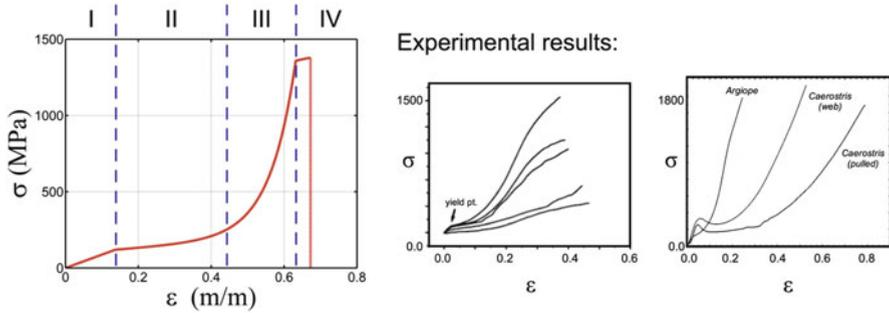 I II III IV
1500
1000
500
0
0 0.2 0.4 0.6 0.8
σ (MPa)
ε (m/m)
Experimental results:
1500
σ
yield pt.
0.0
0.0 0.2 0.4 0.6
ε
1800
Argiope
Caerostris
(web)
Caerostris
(pulled)
σ
0.0
0.2 0.4 0.6 0.8
ε